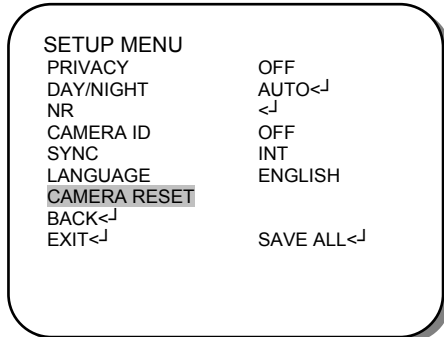 SETUP MENU
PRIVACY OFF
DAY/NIGHT AUTO<┘
NR <┘
CAMERA ID OFF
SYNC INT
LANGUAGE ENGLISH
CAMERA RESET
BACK<┘
EXIT<┘ SAVE ALL<┘